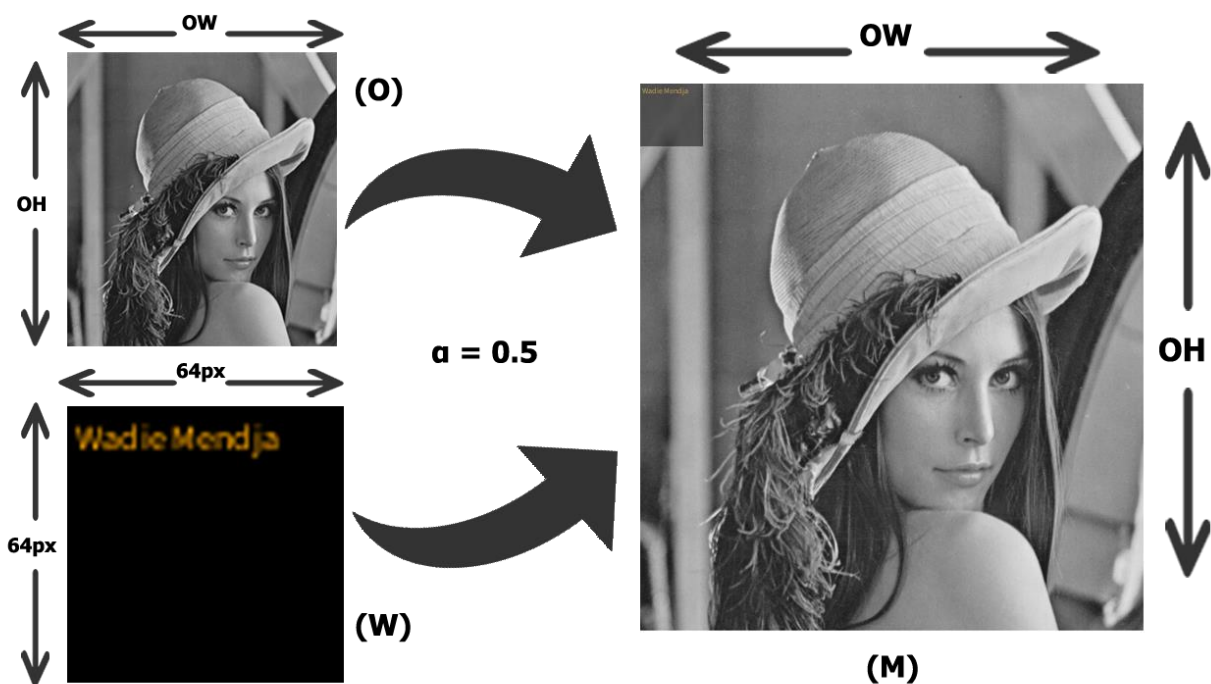 OW
(O)
OH
64px
α = 0.5
Wadie Mendja
64px
(W)
OW
Wadie Mendja
OH
(M)